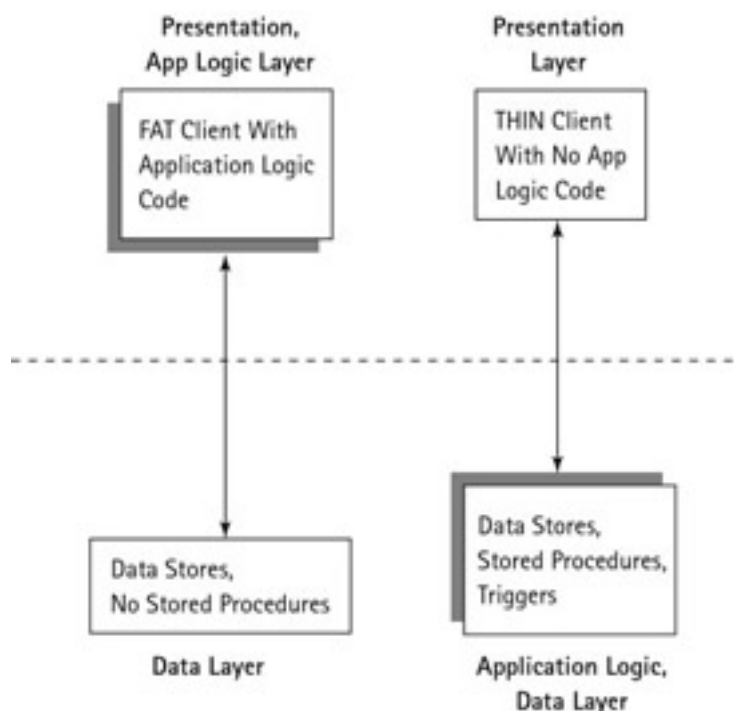 Presentation,
App Logic Layer
FAT Client With
Application Logic
Code
Data Stores,
No Stored Procedures
Data Layer
Presentation
Layer
THIN Client
With No App
Logic Code
Data Stores,
Stored Procedures,
Triggers
Application Logic,
Data Layer